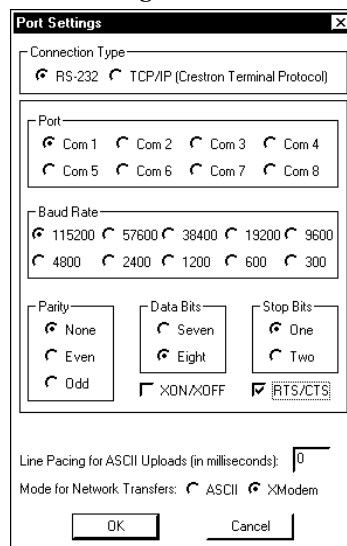 Port Settings
Connection Type
RS-232 TCP/IP (Crestron Terminal Protocol)
Port
Com 1 Com 2 Com 3 Com 4
Com 5 Com 6 Com 7 Com 8
Baud Rate
115200 57600 38400 19200 9600
4800 2400 1200 600 300
Parity Data Bits Stop Bits
None Seven One
Even Eight Two
Odd XON/XOFF RTS/CTS
Line Pacing for ASCII Uploads (in milliseconds): 0
Mode for Network Transfers: ASCII XModem
OK Cancel